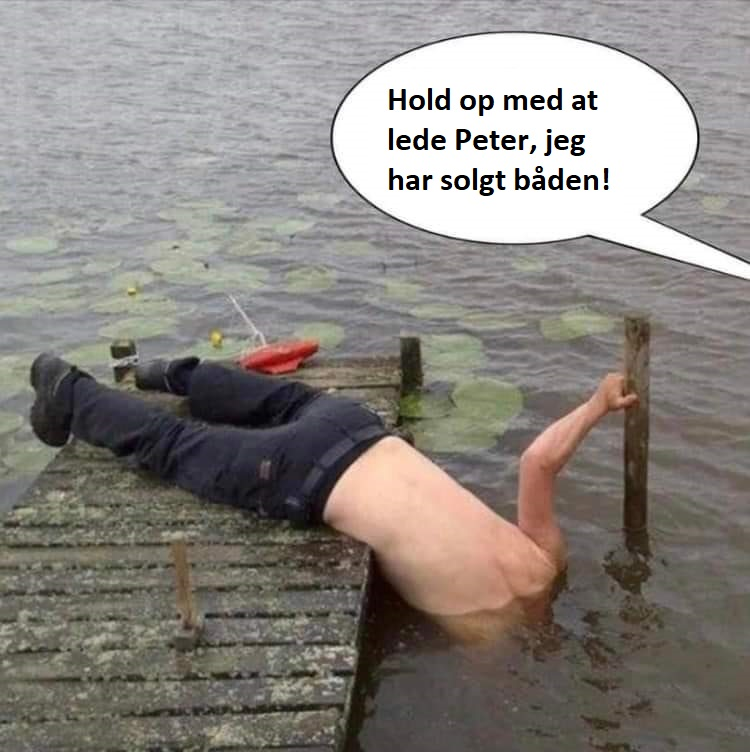 Hold op med at
lede Peter, jeg
har solgt båden!